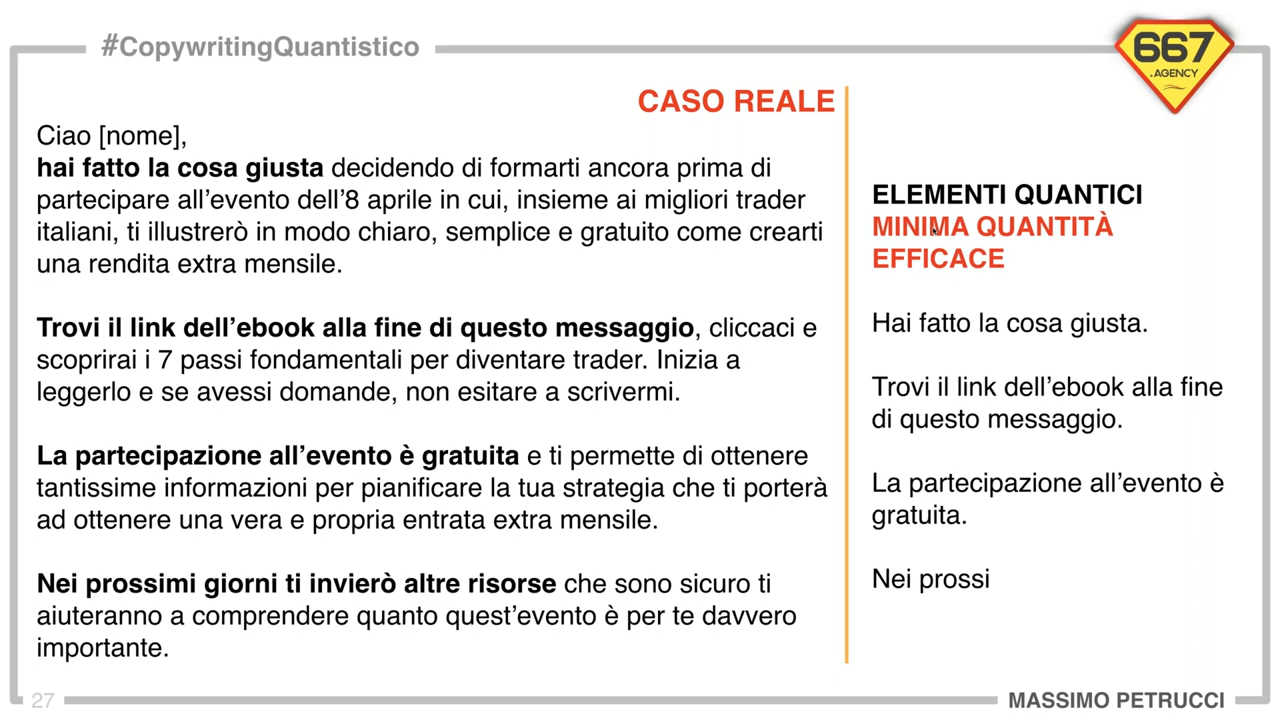 #CopywritingQuantistico
667
.AGENCY
CASO REALE
Ciao [nome],
hai fatto la cosa giusta decidendo di formarti ancora prima di
partecipare all’evento dell’8 aprile in cui, insieme ai migliori trader
italiani, ti illustrerò in modo chiaro, semplice e gratuito come crearti
una rendita extra mensile.
Trovi il link dell’ebook alla fine di questo messaggio, cliccaci e
scoprirai i 7 passi fondamentali per diventare trader. Inizia a
leggerlo e se avessi domande, non esitare a scrivermi.
La partecipazione all’evento è gratuita e ti permette di ottenere
tantissime informazioni per pianificare la tua strategia che ti porterà
ad ottenere una vera e propria entrata extra mensile.
Nei prossimi giorni ti invierò altre risorse che sono sicuro ti
aiuteranno a comprendere quanto quest’evento è per te davvero
importante.
ELEMENTI QUANTICI
MINIMA QUANTITÀ
EFFICACE
Hai fatto la cosa giusta.
Trovi il link dell’ebook alla fine
di questo messaggio.
La partecipazione all’evento è
gratuita.
Nei prossi
27
MASSIMO PETRUCCI